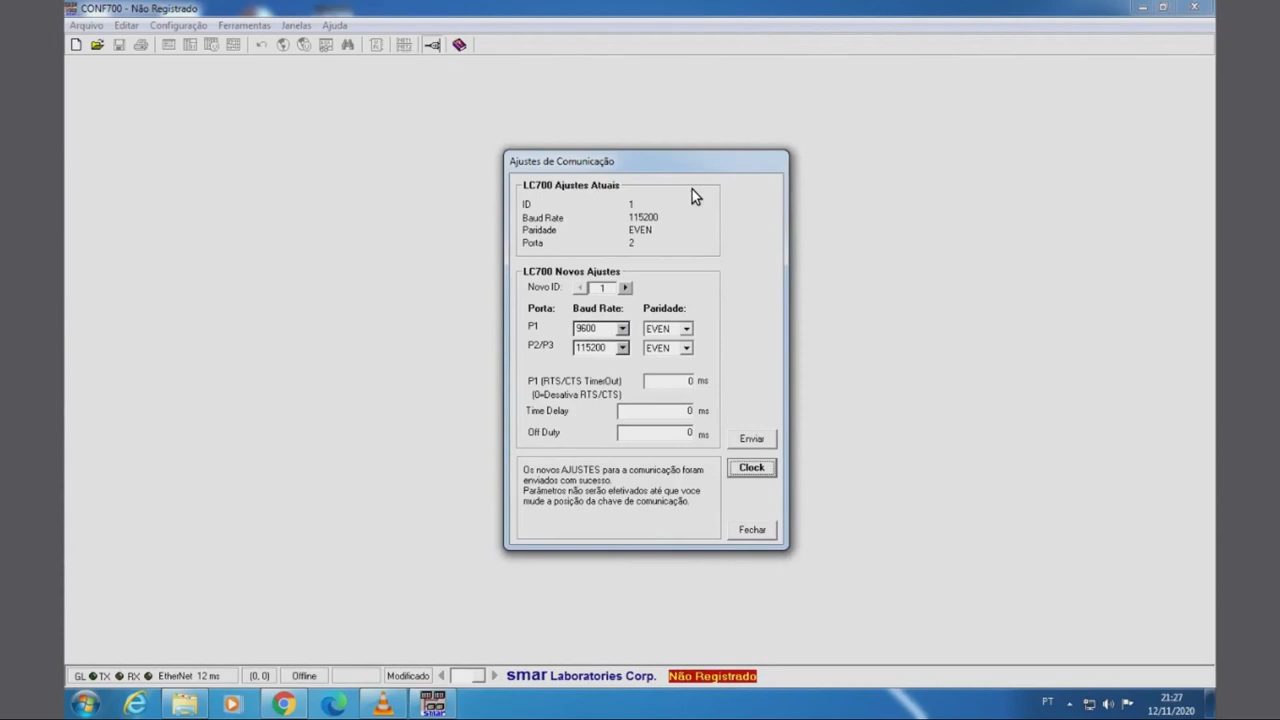 CONF700 - Não Registrado
Arquivo Editar Configuração Ferramentas Janelas Ajuda
Ajustes de Comunicação
LC700 Ajustes Atuais
ID 1
Baud Rate 115200
Paridade EVEN
Porta 2
LC700 Novos Ajustes
Novo ID: 1
Porta: Baud Rate: Paridade:
P1 9600 EVEN
P2/P3 115200 EVEN
P1 (RTS/CTS TimerOut) 0 ms
(0=Desativa RTS/CTS)
Time Delay 0 ms
Off Duty 0 ms
Enviar
Clock
Os novos AJUSTES para a comunicação foram
enviados com sucesso.
Parâmetros não serão efetivados até que voce
mude a posição da chave de comunicação.
Fechar
GL TX RX EtherNet 12 ms (0, 0) Offline Modificado smar Laboratories Corp. Não Registrado
smar
PT 21:27
12/11/2020